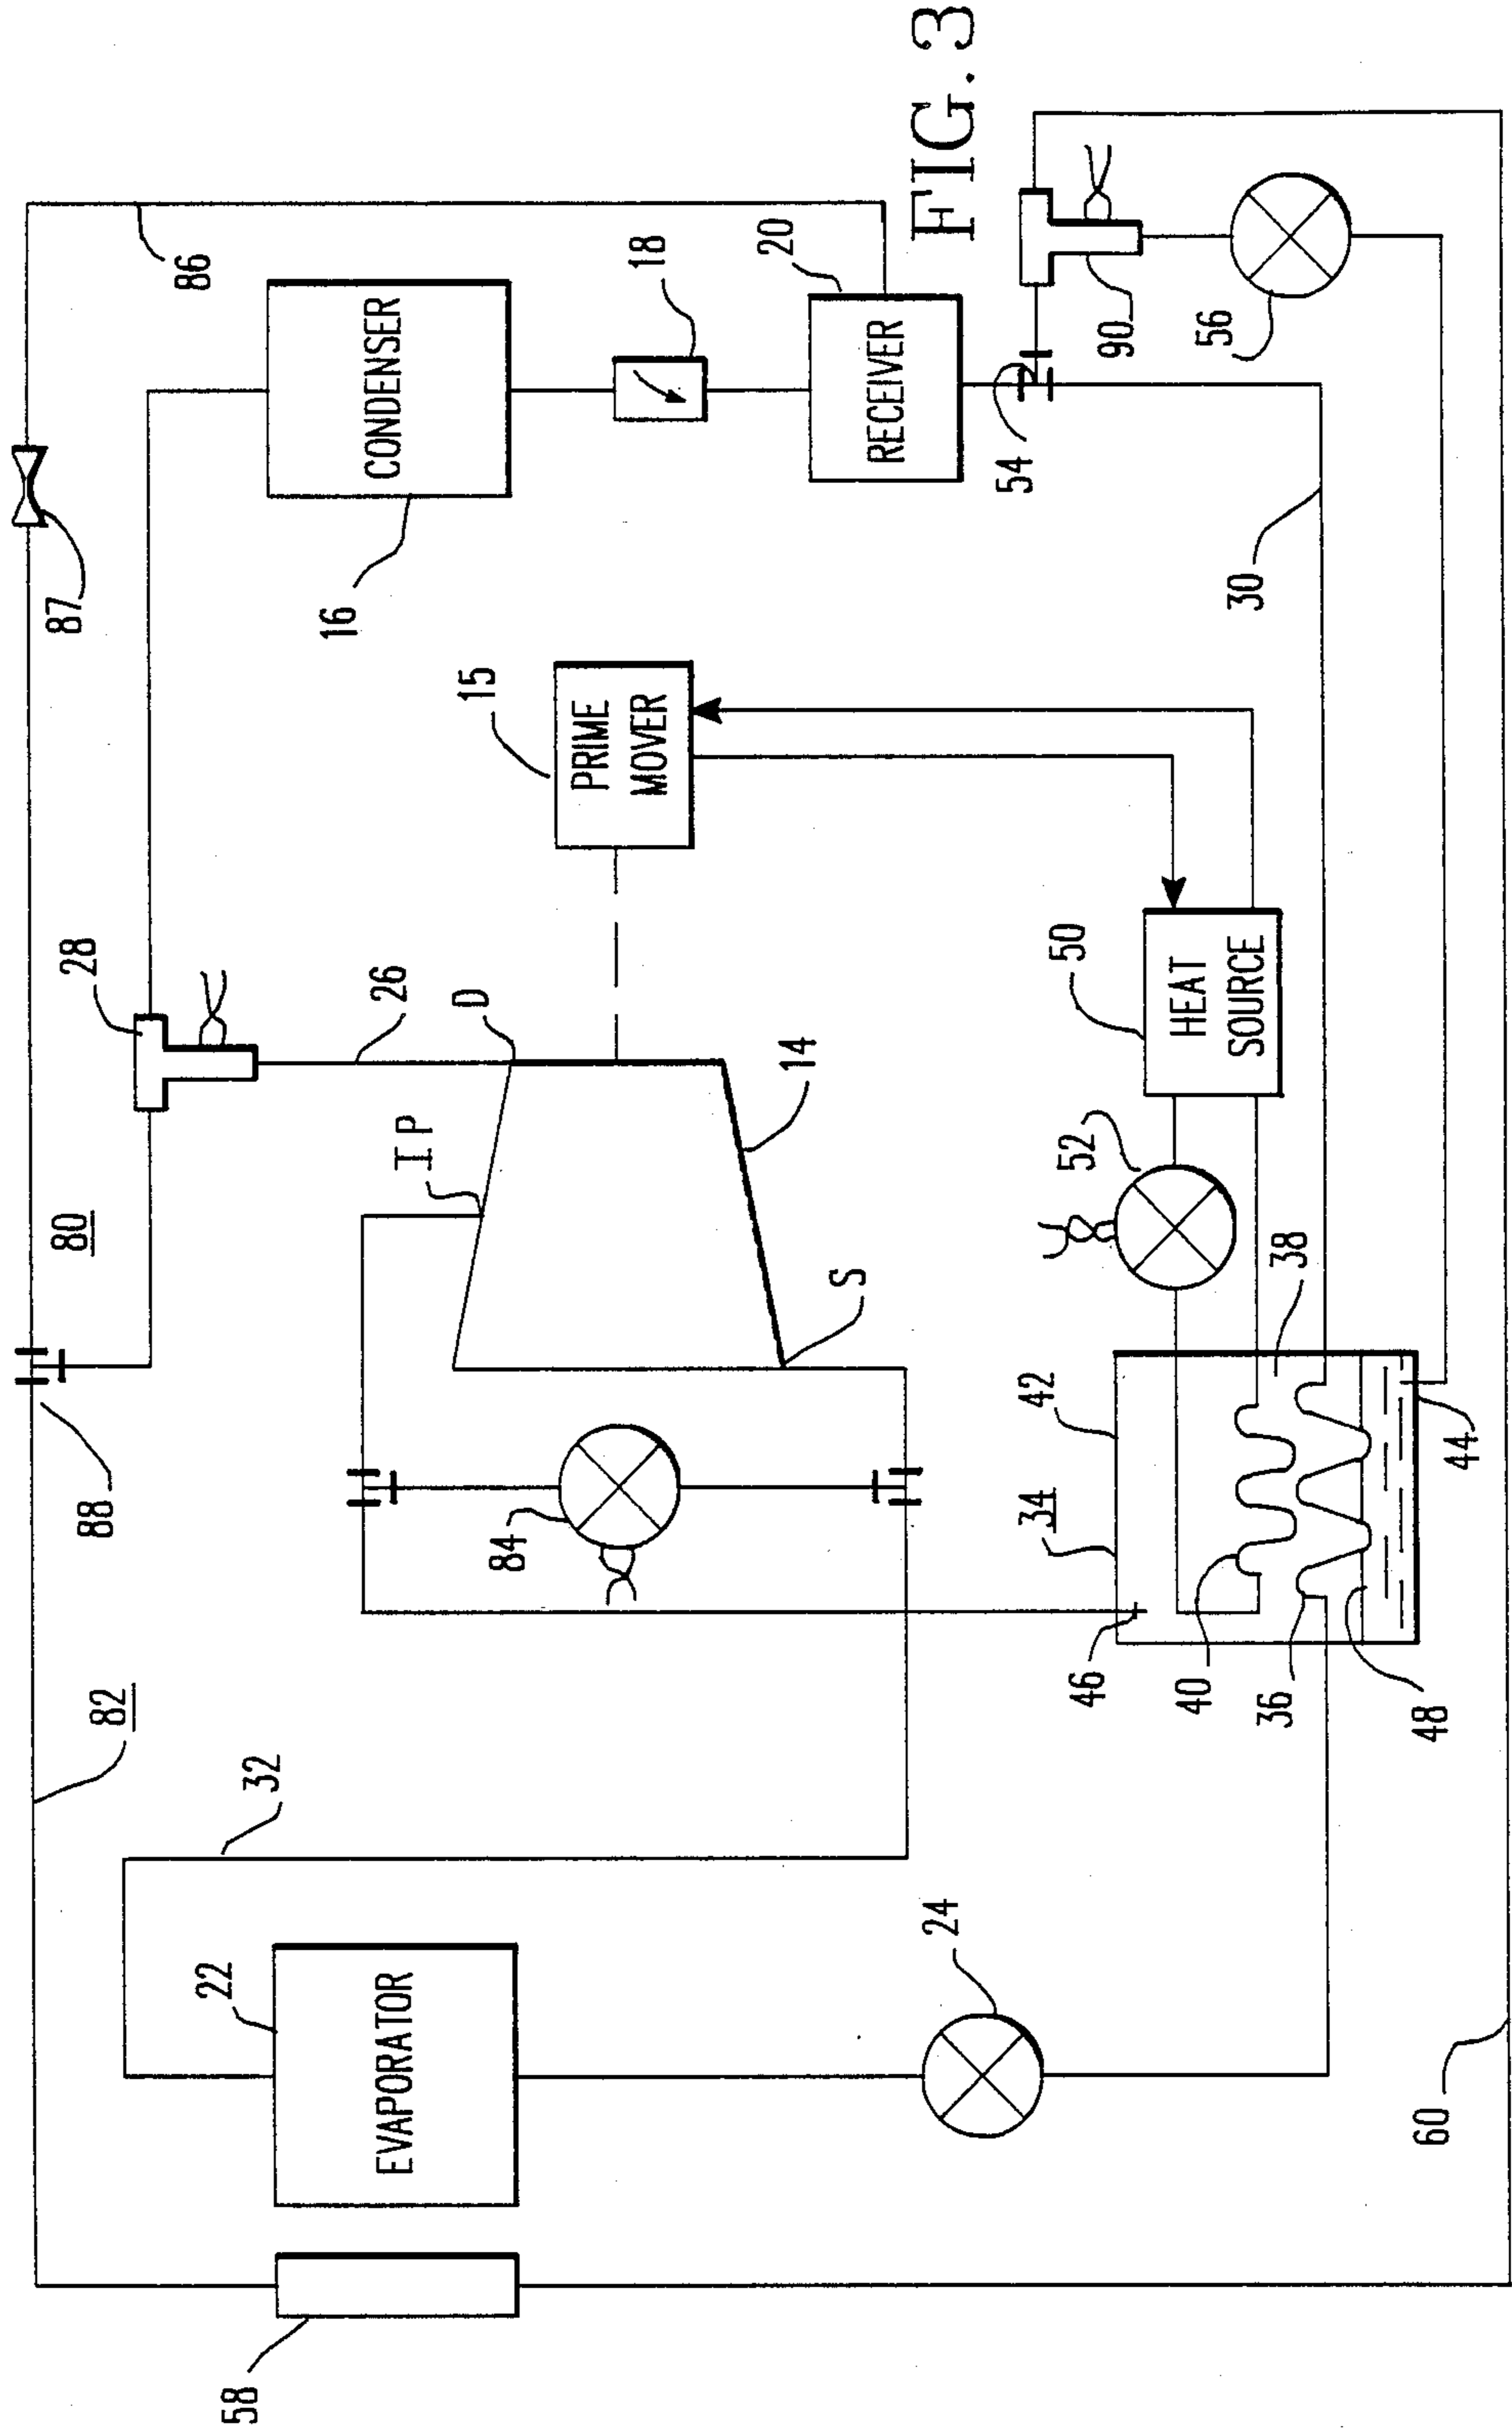 FIG. 3
58
60
EVAPORATOR
22
24
32
82
88
80
28
26
D
IP
14
S
84
46
34
42
38
40
36
48
44
52
50
HEAT
SOURCE
15
PRIME
MOVER
87
86
CONDENSER
16
18
20
RECEIVER
54
90
56
30